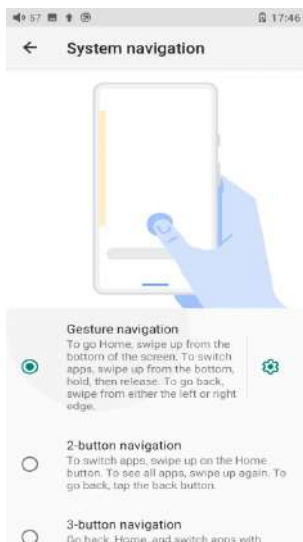 57 17:46
System navigation
Gesture navigation
To go Home, swipe up from the
bottom of the screen. To switch
apps, swipe up from the bottom,
hold, then release. To go back,
swipe from either the left or right
edge.
2-button navigation
To switch apps, swipe up on the Home
button. To see all apps, swipe up again. To
go back, tap the back button.
3-button navigation
Go back, Home, and switch apps with